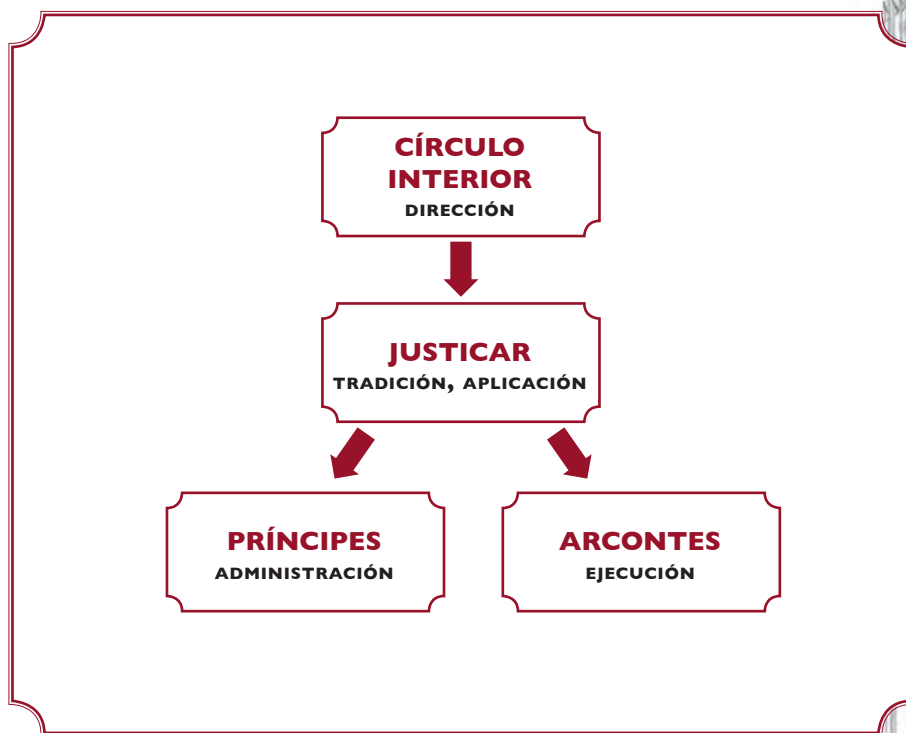 CÍRCULO
INTERIOR
DIRECCIÓN
JUSTICAR
TRADICIÓN, APLICACIÓN
PRÍNCIPES
ADMINISTRACIÓN
ARCONTES
EJECUCIÓN